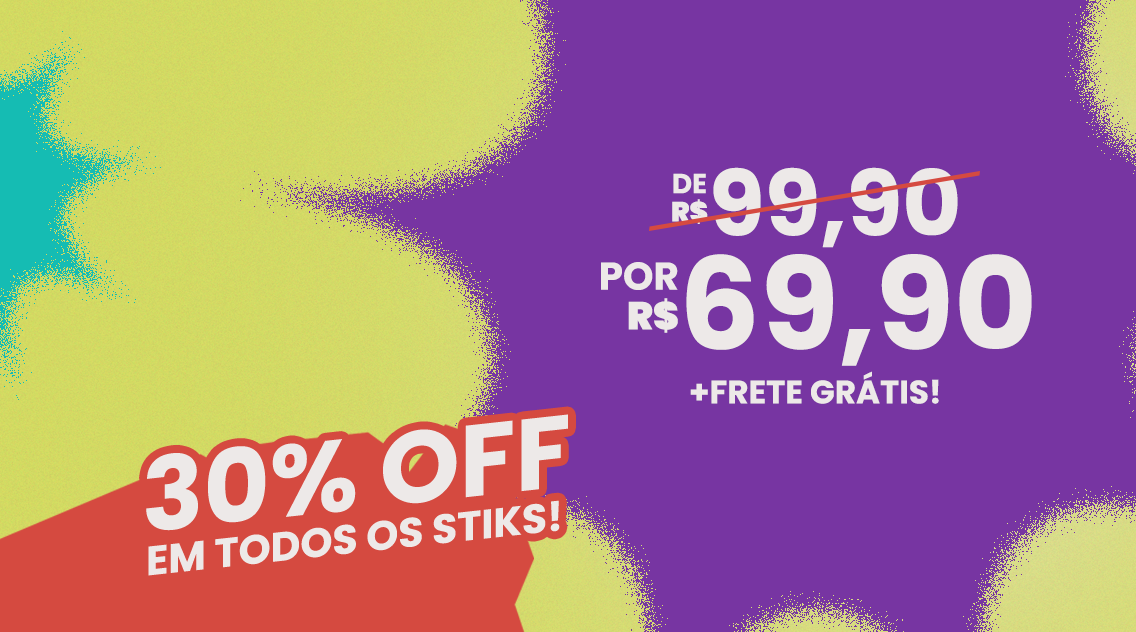 DE
R$ 99,90
POR
R$ 69,90
+FRETE GRÁTIS!
30% OFF
EM TODOS OS STIKS!